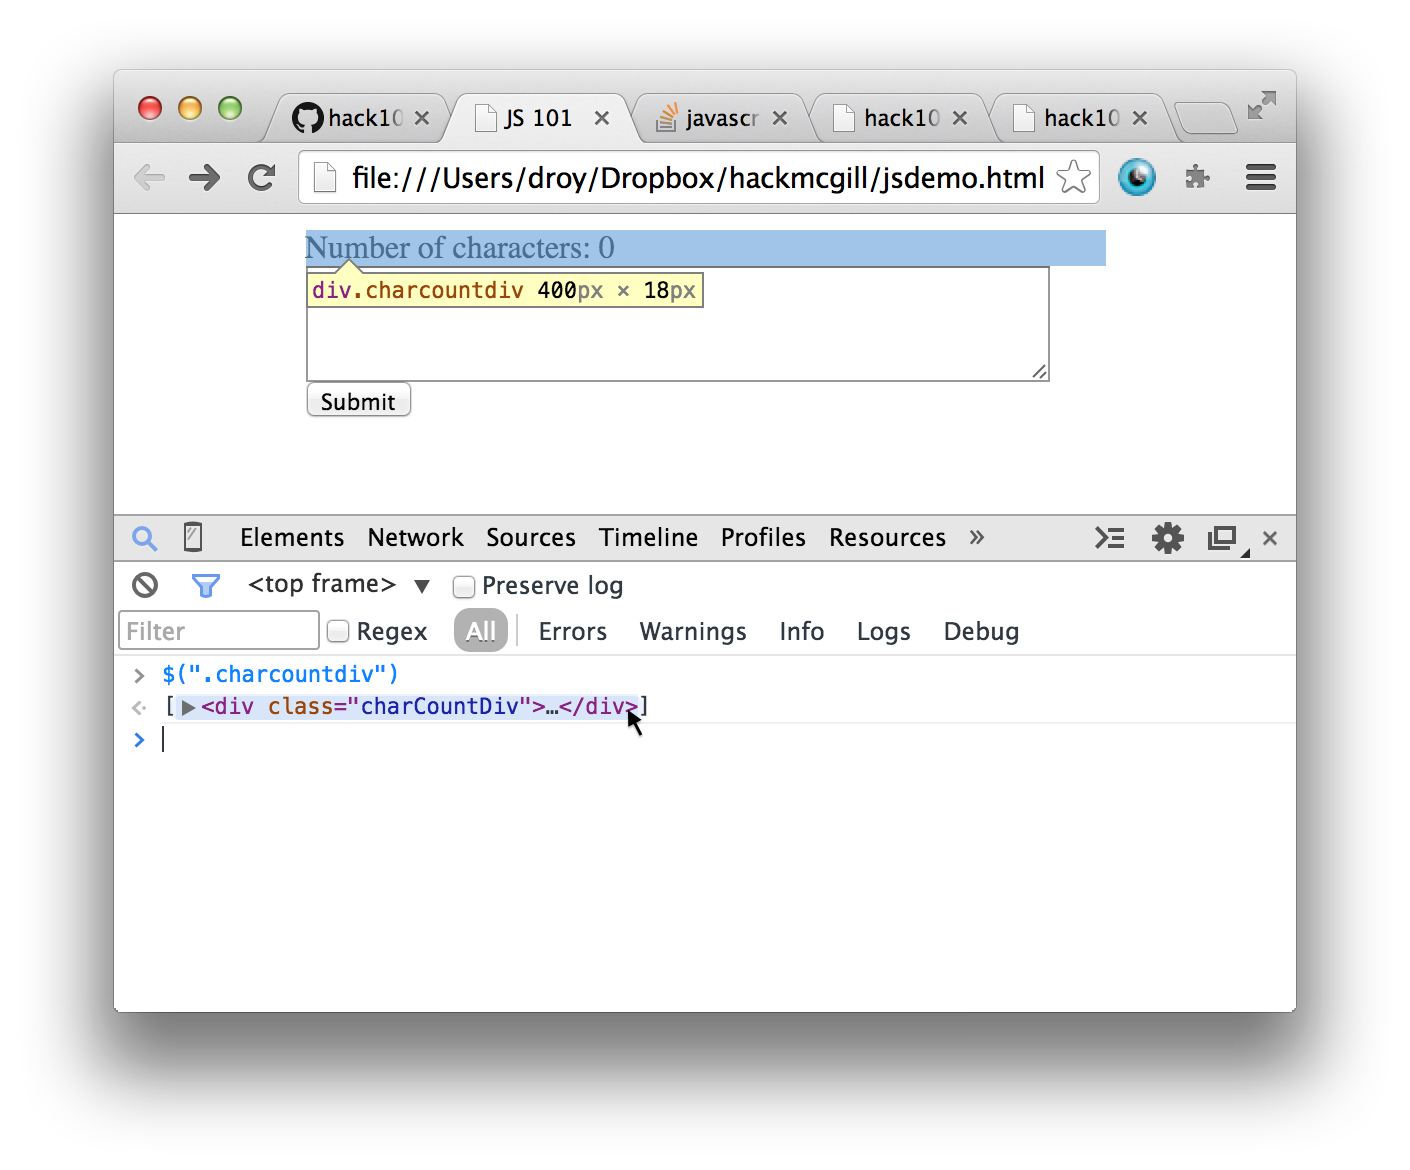 hack10 JS 101 javascr hack10 hack10
file:///Users/droy/Dropbox/hackmcgill/jsdemo.html
Number of characters: 0
div.charcountdiv 400px × 18px
Submit
Elements Network Sources Timeline Profiles Resources »
<top frame> ▼ Preserve log
Filter Regex All Errors Warnings Info Logs Debug
> $(".charcountdiv")
[▶<div class="charCountDiv">…</div>]
>